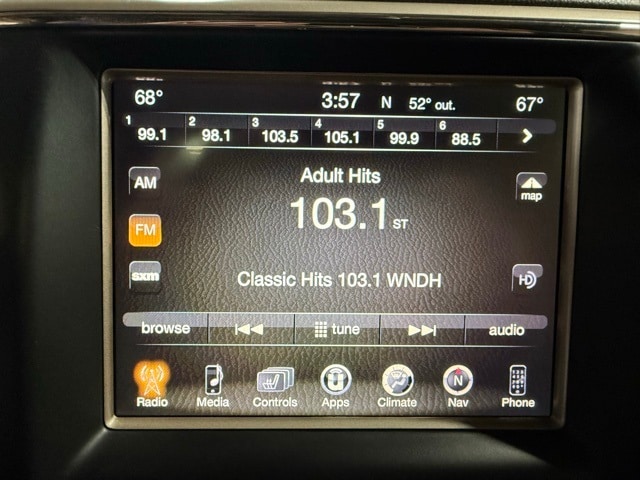 68° 3:57 N 52° out. 67°
1 99.1 2 98.1 3 103.5 4 105.1 5 99.9 6 88.5
AM Adult Hits map
103.1 ST
FM
sxm Classic Hits 103.1 WNDH HD
browse tune audio
Radio Media Controls Apps Climate Nav Phone